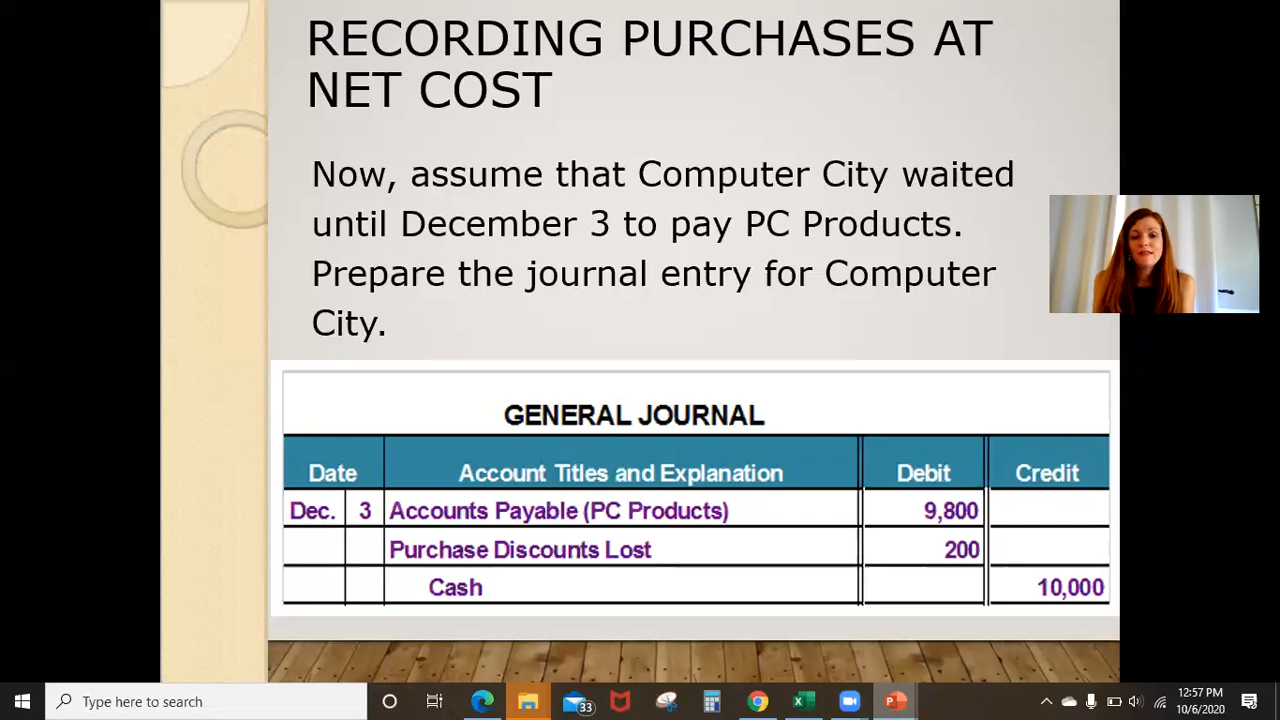 RECORDING PURCHASES AT
NET COST
Now, assume that Computer City waited
until December 3 to pay PC Products.
Prepare the journal entry for Computer
City.
GENERAL JOURNAL
Date Account Titles and Explanation Debit Credit
Dec. 3 Accounts Payable (PC Products) 9,800
Purchase Discounts Lost 200
Cash 10,000
Type here to search
33
12:57 PM
10/6/2020